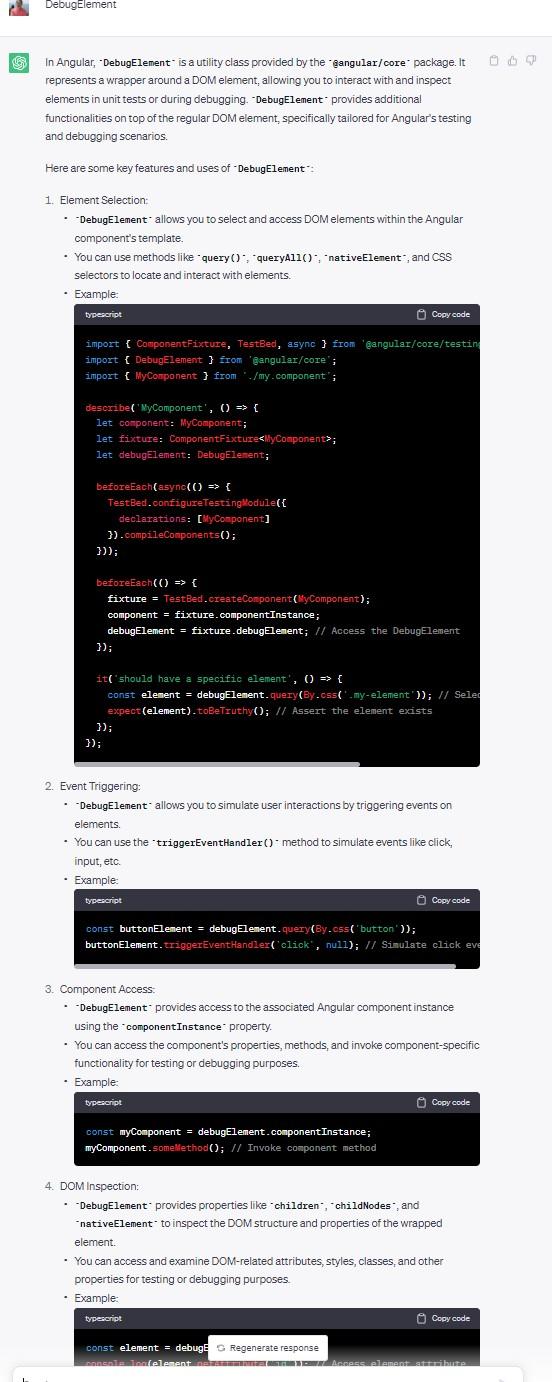 DebugElement
In Angular, `DebugElement` is a utility class provided by the `@angular/core` package. It
represents a wrapper around a DOM element, allowing you to interact with and inspect
elements in unit tests or during debugging. `DebugElement` provides additional
functionalities on top of the regular DOM element, specifically tailored for Angular's testing
and debugging scenarios.
Here are some key features and uses of `DebugElement`:
1. Element Selection:
• `DebugElement` allows you to select and access DOM elements within the Angular
component's template.
• You can use methods like `query()`, `queryAll()`, `nativeElement`, and CSS
selectors to locate and interact with elements.
• Example:
typescript Copy code
import { ComponentFixture, TestBed, async } from '@angular/core/testing
import { DebugElement } from '@angular/core';
import { MyComponent } from './my.component';
describe('MyComponent', () => {
let component: MyComponent;
let fixture: ComponentFixture<MyComponent>;
let debugElement: DebugElement;
beforeEach(async(() => {
TestBed.configureTestingModule({
declarations: [MyComponent]
}).compileComponents();
}));
beforeEach(() => {
fixture = TestBed.createComponent(MyComponent);
component = fixture.componentInstance;
debugElement = fixture.debugElement; // Access the DebugElement
});
it('should have a specific element', () => {
const element = debugElement.query(By.css('.my-element')); // Selec
expect(element).toBeTruthy(); // Assert the element exists
});
});
2. Event Triggering:
• `DebugElement` allows you to simulate user interactions by triggering events on
elements.
• You can use the `triggerEventHandler()` method to simulate events like click,
input, etc.
• Example:
typescript Copy code
const buttonElement = debugElement.query(By.css('button'));
buttonElement.triggerEventHandler('click', null); // Simulate click eve
3. Component Access:
• `DebugElement` provides access to the associated Angular component instance
using the `componentInstance` property.
• You can access the component's properties, methods, and invoke component-specific
functionality for testing or debugging purposes.
• Example:
typescript Copy code
const myComponent = debugElement.componentInstance;
myComponent.someMethod(); // Invoke component method
4. DOM Inspection:
• `DebugElement` provides properties like `children`, `childNodes`, and
`nativeElement` to inspect the DOM structure and properties of the wrapped
element.
• You can access and examine DOM-related attributes, styles, classes, and other
properties for testing or debugging purposes.
• Example:
typescript Copy code
const element = debugE
Regenerate response
console.log(element.getAttribute('id')); // Access element attribute